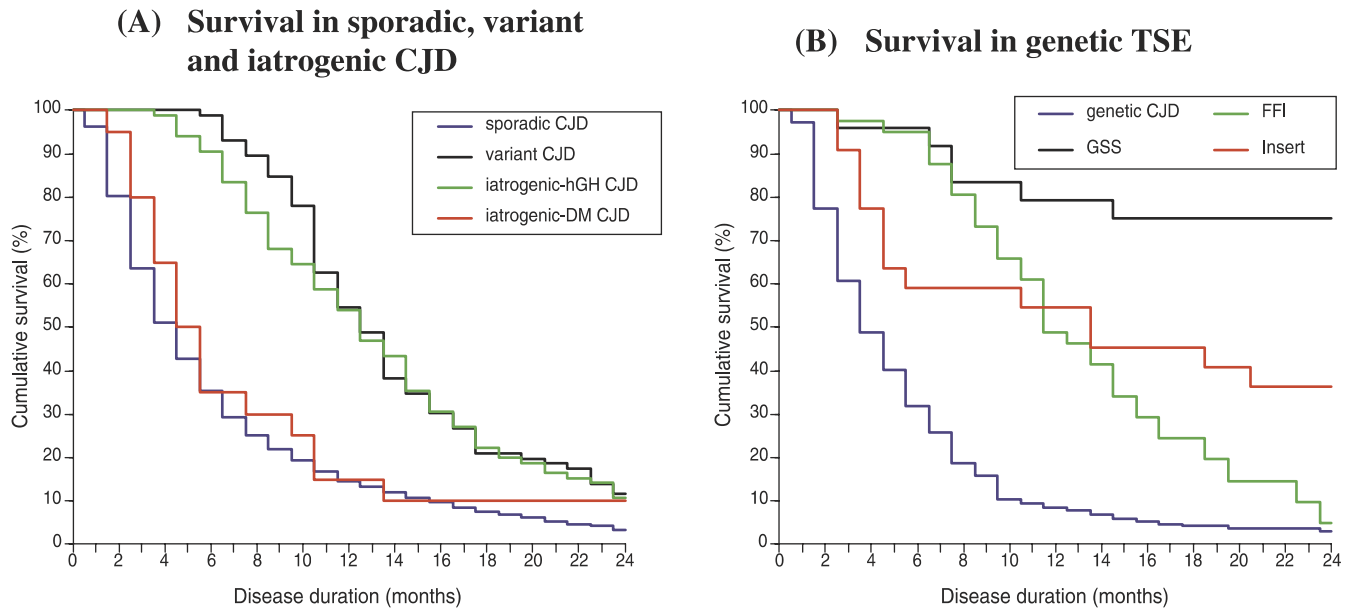 (A) Survival in sporadic, variant
and iatrogenic CJD
100
90
80
70
60
50
40
30
20
10
0
Cumulative survival (%)
sporadic CJD
variant CJD
iatrogenic-hGH CJD
iatrogenic-DM CJD
0 2 4 6 8 10 12 14 16 18 20 22 24
Disease duration (months)
(B) Survival in genetic TSE
100
90
80
70
60
50
40
30
20
10
0
Cumulative survival (%)
genetic CJD FFI
GSS Insert
0 2 4 6 8 10 12 14 16 18 20 22 24
Disease duration (months)